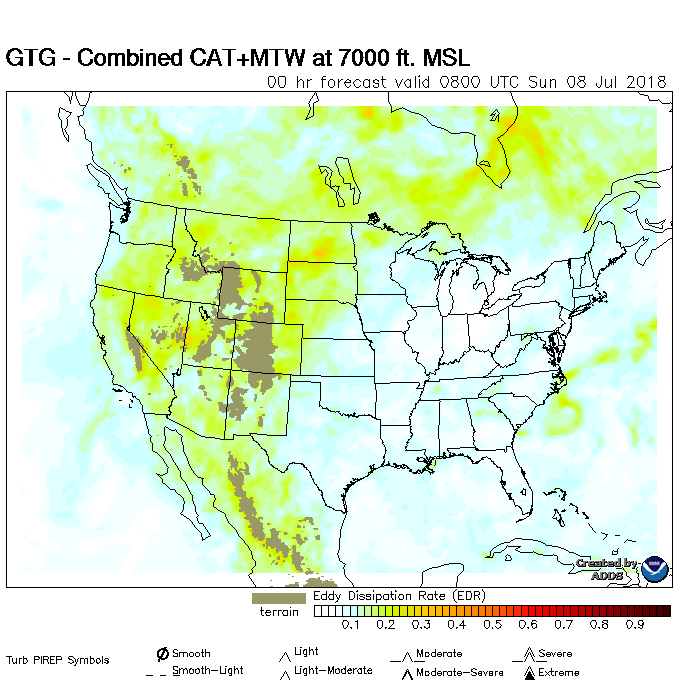 GTG - Combined CAT+MTW at 7000 ft. MSL
00 hr forecast valid 0800 UTC Sun 08 Jul 2018
Created by
ADDS
NOAA
Eddy Dissipation Rate (EDR)
terrain
0.1 0.2 0.3 0.4 0.5 0.6 0.7 0.8 0.9
Turb PIREP Symbols
Smooth
Light
Moderate
Severe
Smooth-Light
Light-Moderate
Moderate-Severe
Extreme